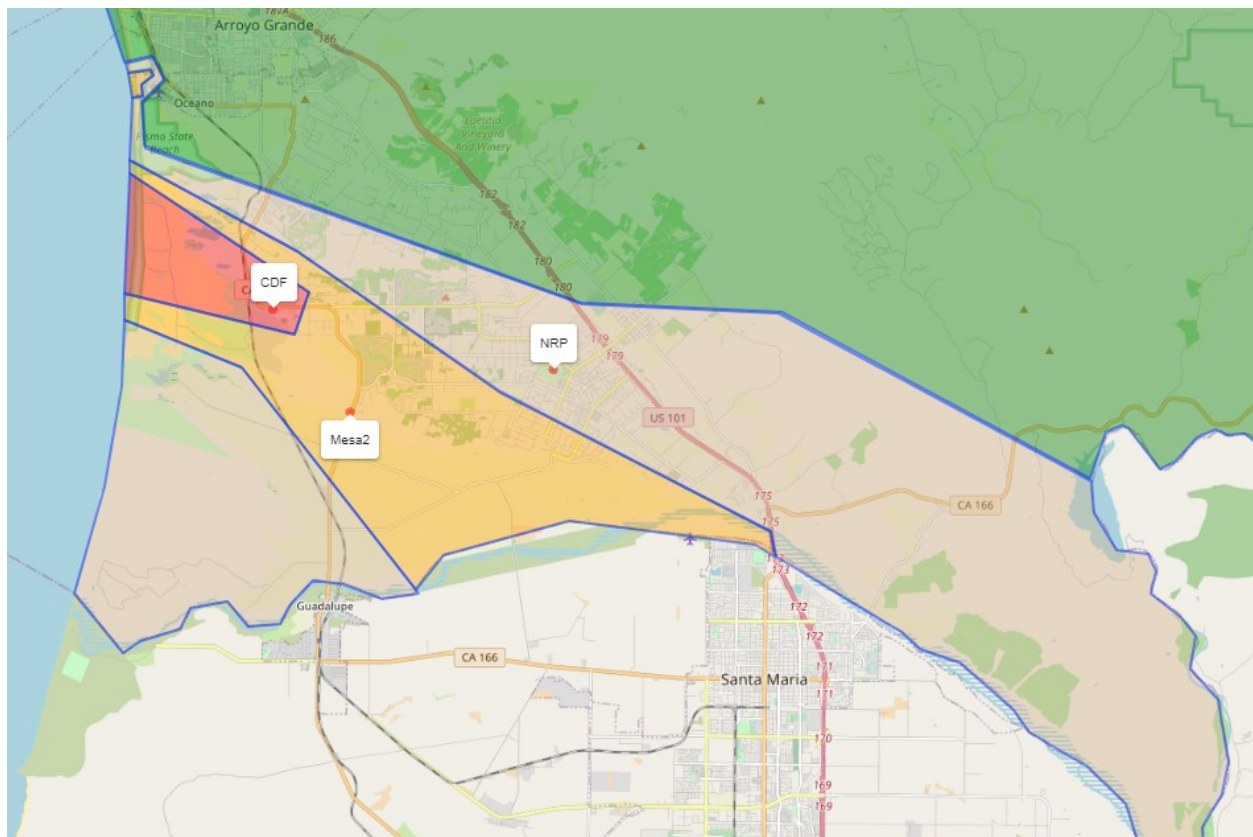 187A
Arroyo Grande
186
Oceano
Pismo State
Beach
Laetitia
Vineyard
And Winery
182
182
180
180
CDF
NRP
179
179
Mesa2
US 101
175
CA 166
175
173
Guadalupe
172
172
CA 166
171
Santa Maria
171
170
169
169